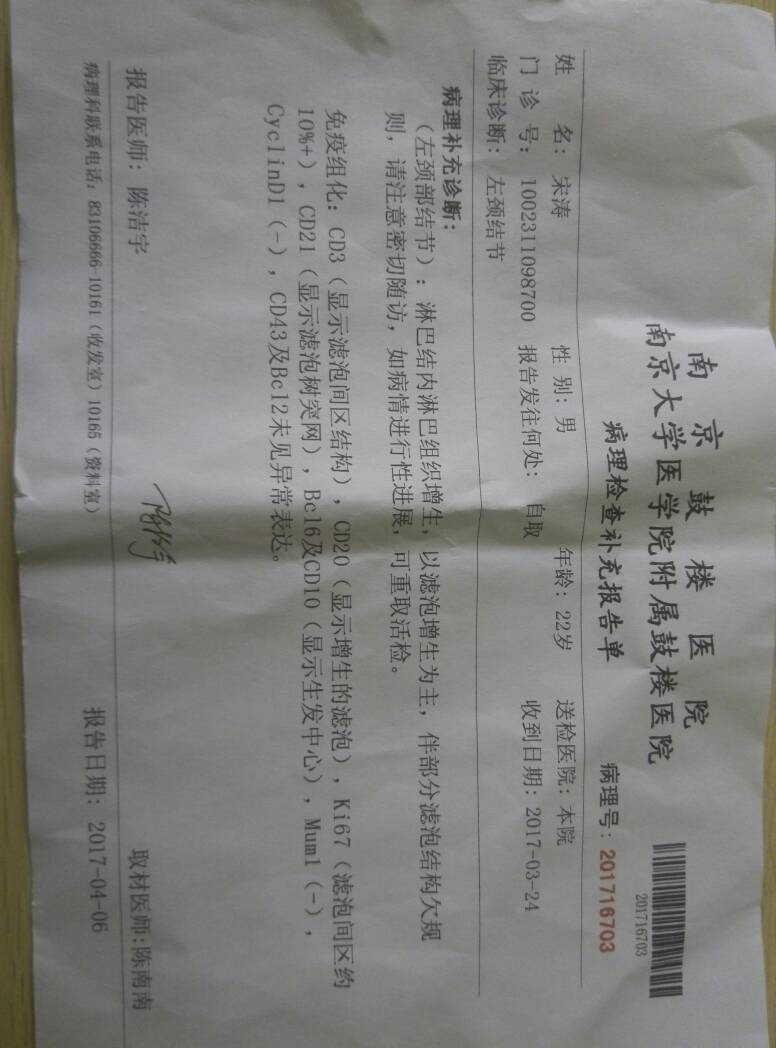 南京鼓楼医院
南京大学医学院附属鼓楼医院
病理检查补充报告单
201716703
病理号：201716703
姓 名：宋涛 性 别：男 年龄：22岁 送检医院：本院
门 诊 号：1002311098700 报告发往何处：自取 收到日期：2017-03-24
临床诊断：左颈结节
病理补充诊断：
（左颈部结节）：淋巴结内淋巴组织增生，以滤泡增生为主，伴部分滤泡结构欠规
则，请注意密切随访，如病情进行性进展，可重取活检。
免疫组化：CD3（显示滤泡间区结构），CD20（显示增生的滤泡），Ki67（滤泡间区约
10%+），CD21（显示滤泡树突网），Bcl6及CD10（显示生发中心），Mum1（-），
CyclinD1（-），CD43及Bcl2未见异常表达。
报告医师：陈洁宇 取材医师:陈南南
病理科联系电话：83106666-10161（收发室）10165（资料室） 报告日期：2017-04-06